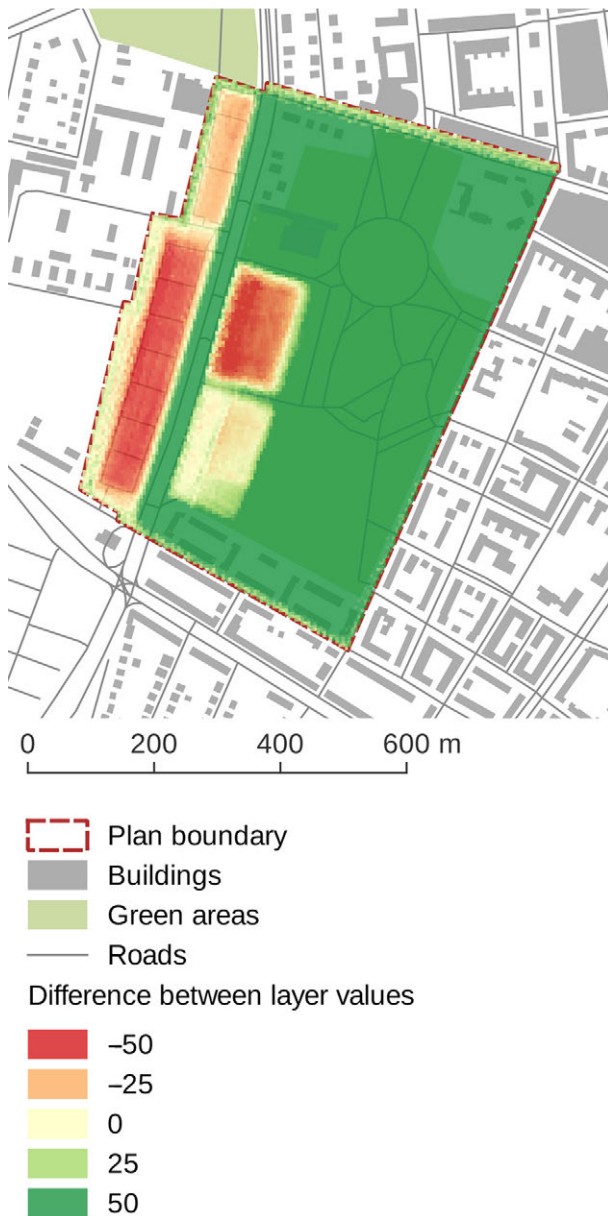 0 200 400 600 m
Plan boundary
Buildings
Green areas
Roads
Difference between layer values
–50
–25
0
25
50